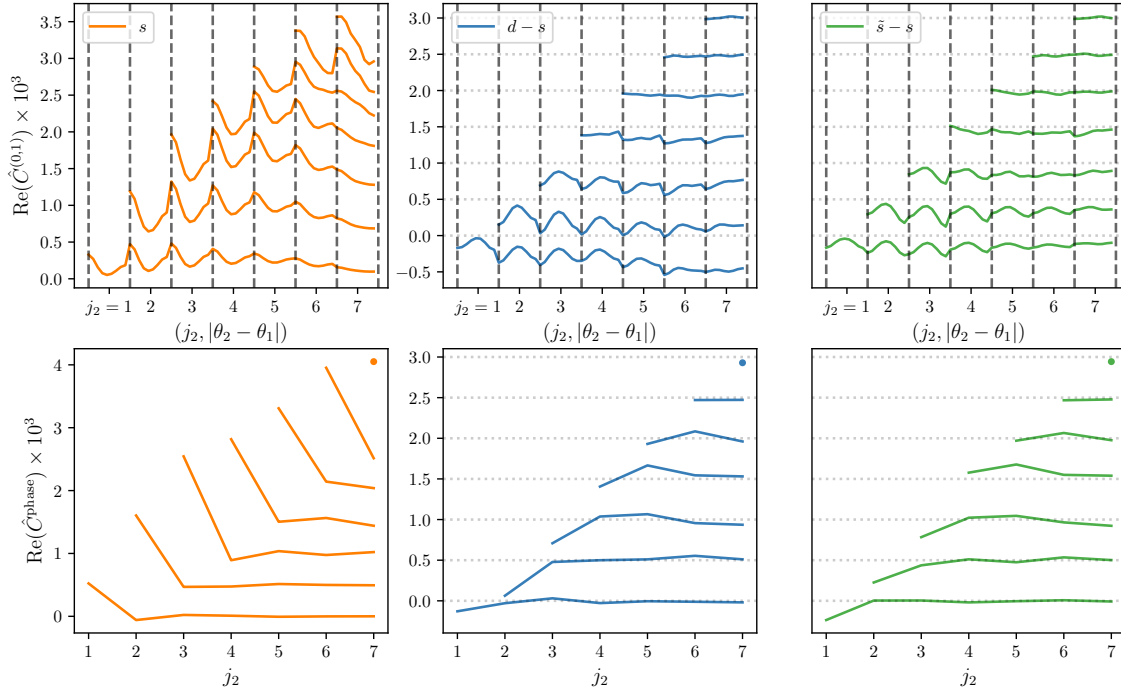 Re(Ĉ^(0,1)) × 10³
3.5
3.0
2.5
2.0
1.5
1.0
0.5
0.0
s
j₂ = 1 2 3 4 5 6 7
(j₂, |θ₂ − θ₁|)
3.0
2.5
2.0
1.5
1.0
0.5
0.0
−0.5
d − s
1 2 3 4 5 6 7
(j₂, |θ₂ − θ₁|)
s̃ − s
1 2 3 4 5 6 7
(j₂, |θ₂ − θ₁|)
Re(Ĉ^phase) × 10³
4
3
2
1
0
1 2 3 4 5 6 7
j₂
3.0
2.5
2.0
1.5
1.0
0.5
0.0
1 2 3 4 5 6 7
j₂
1 2 3 4 5 6 7
j₂